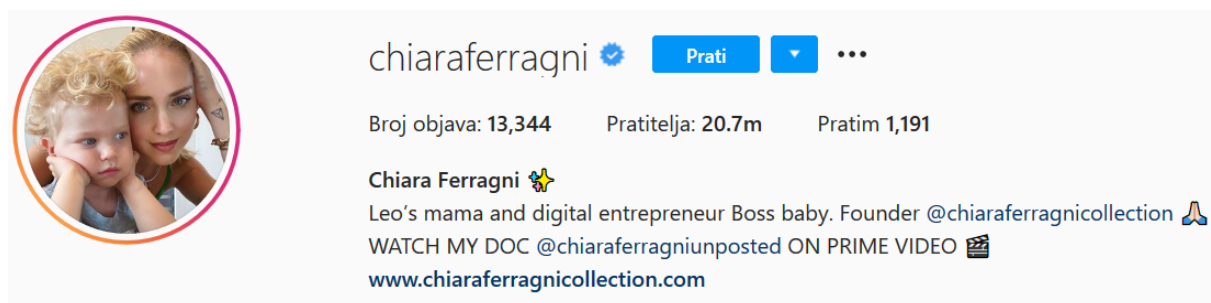 chiaraferragni Prati
Broj objava: 13,344 Pratitelja: 20.7m Pratim 1,191
Chiara Ferragni ✨
Leo’s mama and digital entrepreneur Boss baby. Founder @chiaraferragnicollection 🙏🏻
WATCH MY DOC @chiaraferragniunposted ON PRIME VIDEO 🎬
www.chiaraferragnicollection.com